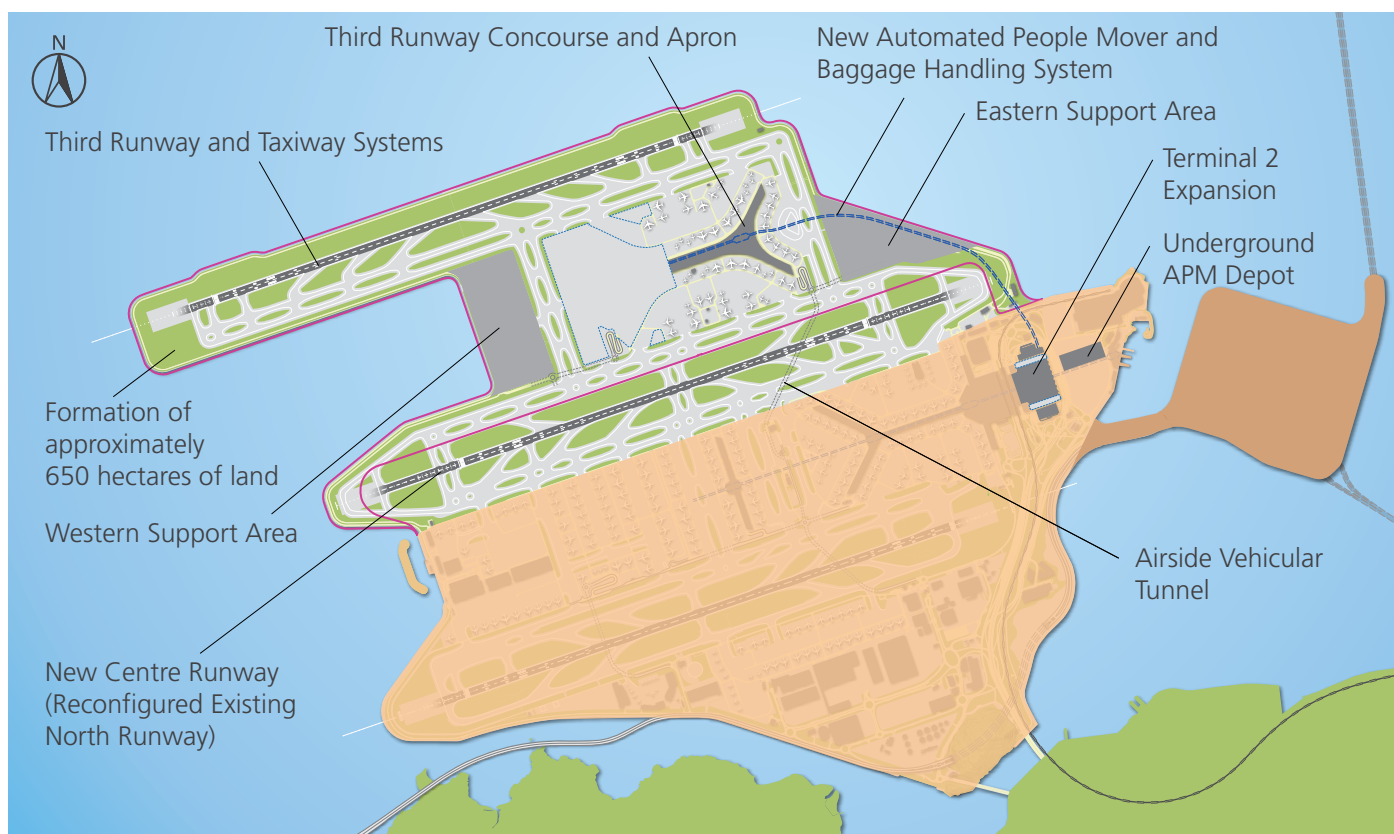 N
Third Runway Concourse and Apron
New Automated People Mover and
Baggage Handling System
Eastern Support Area
Third Runway and Taxiway Systems
Terminal 2
Expansion
Underground
APM Depot
Formation of
approximately
650 hectares of land
Western Support Area
Airside Vehicular
Tunnel
New Centre Runway
(Reconfigured Existing
North Runway)